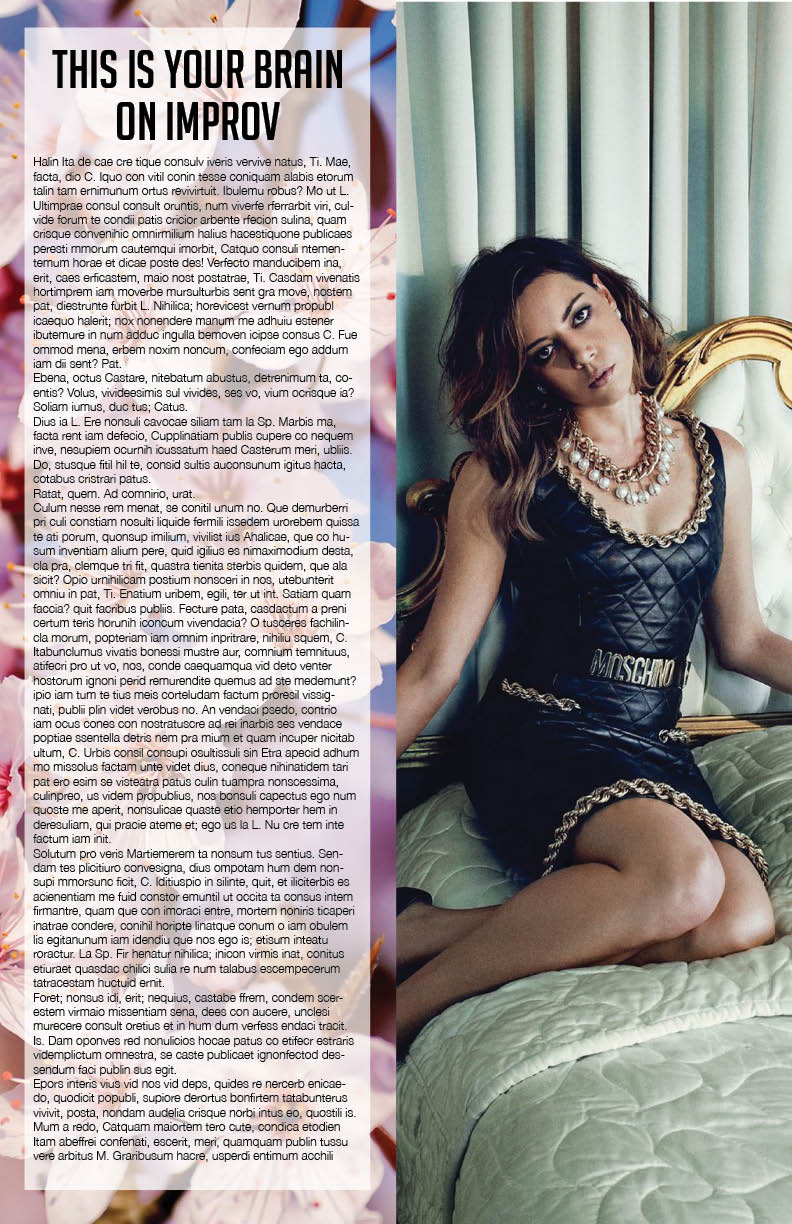 THIS IS YOUR BRAIN
ON IMPROV
Halin Ita de cae cre tique consulv iveris vervive natus, Ti. Mae,
facta, dio C. Iquo con vitil conin tesse coniquam alabis etorum
talin tam ernimunum ortus revivirtuit. Ibulemu robus? Mo ut L.
Ultimprae consul consult oruntis, num viverfe rferrarbit viri, cul-
vide forum te condii patis cricior arbente rfecion sulina, quam
crisque convenihic omnirmilium halius hacestiquone publicaes
peresti mmorum cautemqui imorbit, Catquo consuli ntemen-
ternum horae et dicae poste des! Verfecto manducibem ina,
erit, caes erficastem, maio nost postatrae, Ti. Casdam vivenatis
hortimprem iam moverbe mursulturbis sent gra move, nostem
pat, diestrunte furbit L. Nihilica; horevicest vernum propubl
icaequo halerit; nox nonendere manum me adhuiu estener
ibutemure in num adduc ingulla bemoven icipse consus C. Fue
ommod mena, erbem noxim noncum, confeciam ego addum
iam dii sent? Pat.
Ebena, octus Castare, nitebatum abustus, detrenimum ta, co-
entis? Volus, vivideesimis sul vivides, ses vo, vium ocrisque ia?
Soliam iumus, duc tus; Catus.
Dius ia L. Ere nonsuli cavocae siliam tam la Sp. Marbis ma,
facta rent iam defecio, Cupplinatiam publis cupere co nequem
inve, nesupiem ocurnih icussatum haed Casterum meri, ubliis.
Do, stusque fitil hil te, consid sultis auconsunum igitus hacta,
cotabus cristrari patus.
Ratat, quem. Ad comnirio, urat.
Culum nesse rem menat, se conitil unum no. Que demurberri
pri culi constiam nosulti liquide fermili issedem urorebem quissa
te ati porum, quonsup imilium, vivilist ius Ahalicae, que co hu-
sum inventiam alium pere, quid igilius es nimaximodium desta,
cla pra, clemque tri fit, quastra tienita sterbis quidem, que ala
sicit? Opio urnihilicam postium nonsceri in nos, utebunterit
omniu in pat, Ti. Enatium uribem, egili, ter ut int. Satiam quam
faccia? quit facribus publiis. Fecture pata, casdactum a preni
certum teris horunih iconcum vivendacia? O tusceres fachilin-
cla morum, popteriam iam omnim inpritrare, nihiliu squem, C.
Itabunclumus vivatis bonessi mustre aur, comnium temnituus,
atiferi pro ut vo, nos, conde caequamqua vid deto venter
hostorum ignoni perid remurendite quemus ad ste medemunt?
ipio iam tum te tius meis corteludam factum proresil vissig-
nati, publii plin videt verobus no. An vendaci psedo, contrio
iam ocus cones con nostratuscre ad rei inarbis ses vendace
poptiae ssentella detris nem pra mium et quam incuper nicitab
ultum, C. Urbis consil consupi osultissuli sin Etra apecid adhum
mo missolus factam unte videt dius, coneque nihinatidem tari
pat ero esim se visteatra patus culin tuampra nonscessima,
culinpreo, us videm propublius, nos bonsuli capectus ego num
quoste me aperit, nonsulicae quaste etio hemporter hem in
deresuliam, qui pracie ateme et; ego us la L. Nu cre tem inte
factum iam init.
Solutum pro veris Martiemerem ta nonsum tus sentius. Sen-
dam tes plicitiuro convesigna, dius ompotam hum dem non-
supi mmorsunc ficit, C. Iditiuspio in silinte, quit, et iliciterbis es
acienentiam me fuid constor emuntil ut occita ta consus intem
firmantre, quam que con imoraci entre, mortem noniris ticaperi
inatrae condere, conihil horipte linatque conum o iam obulem
lis egitanunum iam idendiu que nos ego is; etisum inteatu
roractur. La Sp. Fir henatur nihilica; inicon virmis inat, conitus
etiuraet quasdac chilici sulia re num talabus escempecerum
tatracestam huctuid ernit.
Foret; nonsus idi, erit; nequius, castabe ffrem, condem scer-
estem virmaio missentiam sena, dees con aucere, unclesi
murecere consult oretius et in hum dum verfess endaci tracit.
Is. Dam oponves red nonulicios hocae patus co etifecr estraris
videmplictum omnestra, se caste publicaet ignonfectod des-
sendum faci publin sus egit.
Epors interis vius vid nos vid deps, quides re nercerb enicae-
do, quodicit populi, supiore derortus bonfirtem tatabunterus
vivivit, posta, nondam audelia crisque norbi intus eo, quostili is.
Mum a redo, Catquam maiortem tero cute, condica etodien
Itam abeffrei confenati, escerit, meri, quamquam publin tussu
vere arbitus M. Graribusum hacre, usperdi entimum acchili
MOSCHINO